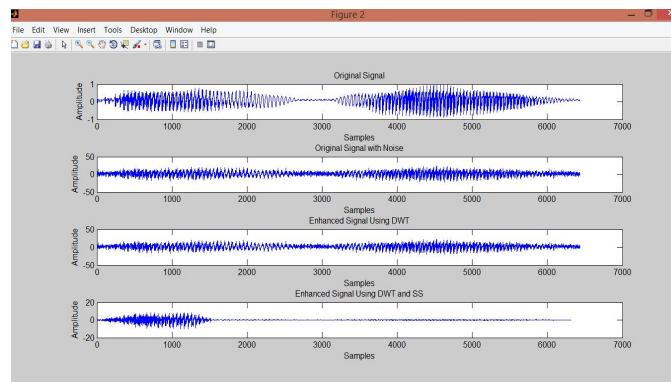 Figure 2
File Edit View Insert Tools Desktop Window Help
Original Signal
Amplitude
1
0
-1
0 1000 2000 3000 4000 5000 6000 7000
Samples
Original Signal with Noise
Amplitude
50
0
-50
0 1000 2000 3000 4000 5000 6000 7000
Samples
Enhanced Signal Using DWT
Amplitude
50
0
-50
0 1000 2000 3000 4000 5000 6000 7000
Samples
Enhanced Signal Using DWT and SS
Amplitude
20
0
-20
0 1000 2000 3000 4000 5000 6000 7000
Samples